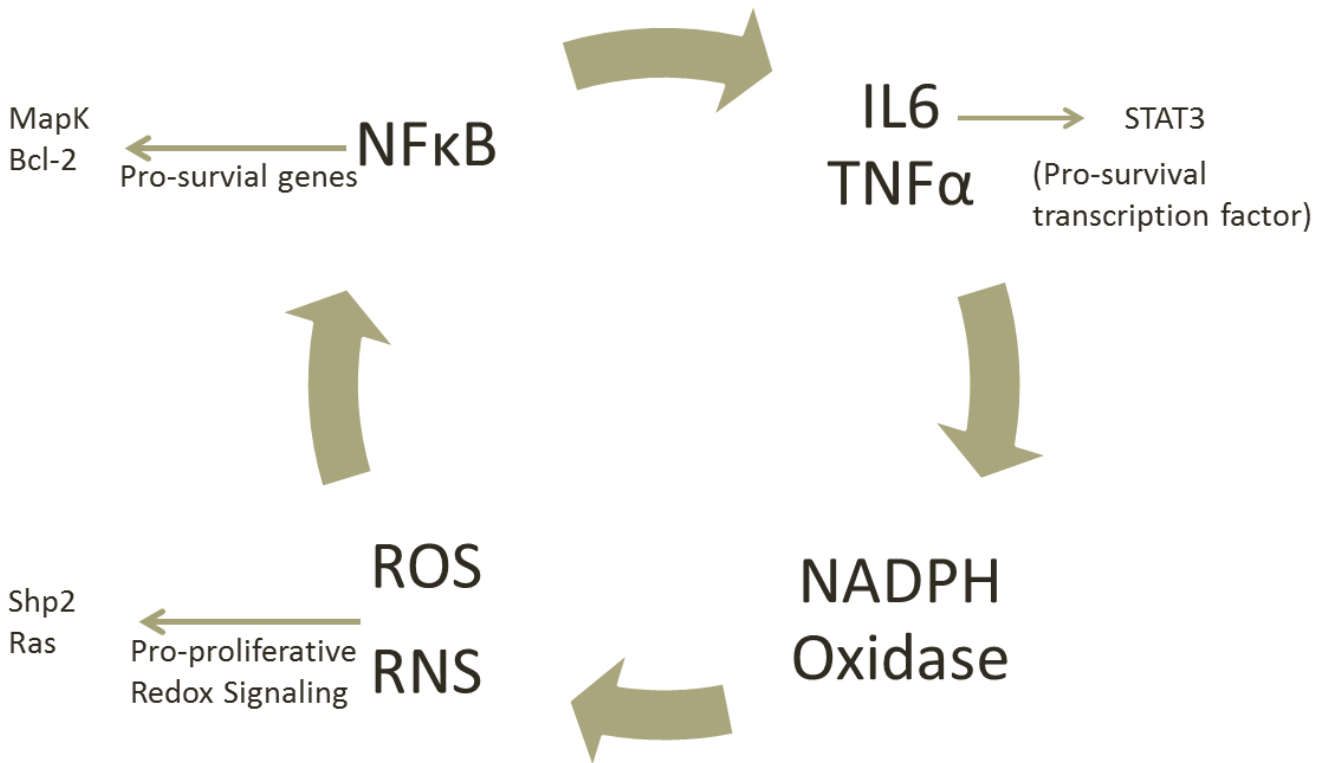 MapK
Bcl-2
Pro-survial genes
NFκB
IL6
TNFα
STAT3
(Pro-survival
transcription factor)
NADPH
Oxidase
ROS
RNS
Pro-proliferative
Redox Signaling
Shp2
Ras